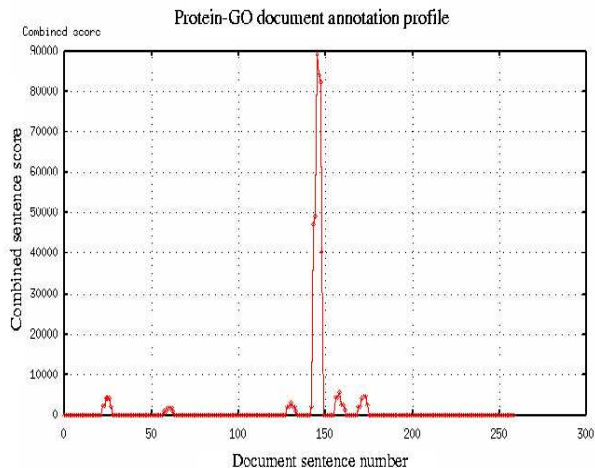 Protein-GO document annotation profile
Combined score
90000
80000
70000
60000
50000
40000
30000
20000
10000
0
Combined sentence score
0 50 100 150 200 250 300
Document sentence number